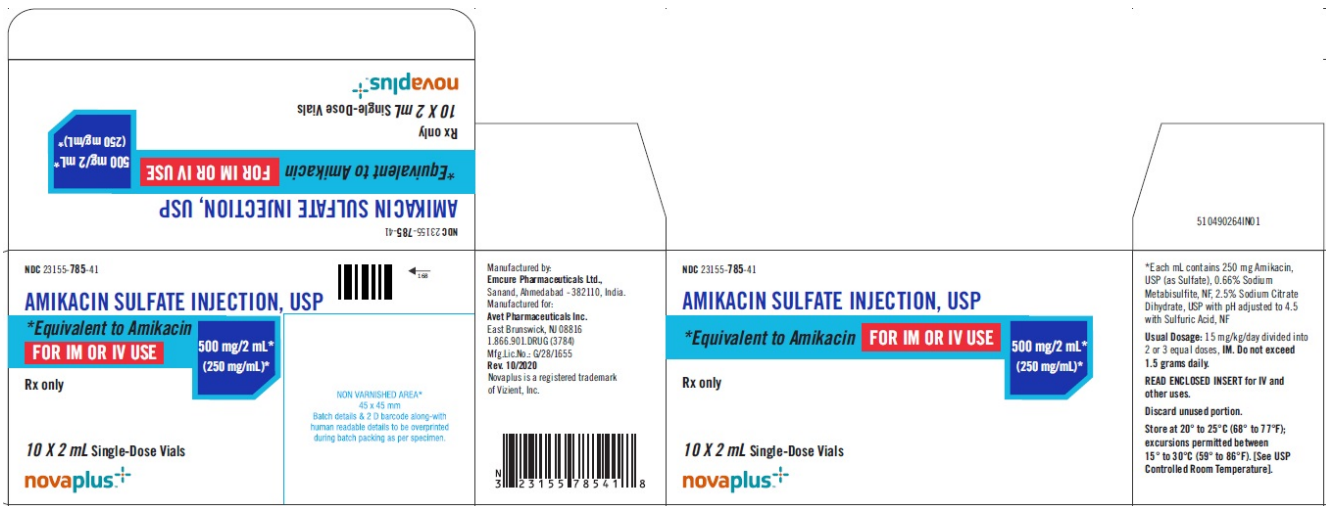 novaplus
10 X 2 mL Single-Dose Vials
Rx only
500 mg/2 mL*
(250 mg/mL)*
*Equivalent to Amikacin FOR IM OR IV USE
AMIKACIN SULFATE INJECTION, USP
NDC 23155-785-41
NDC 23155-785-41
AMIKACIN SULFATE INJECTION, USP
*Equivalent to Amikacin
FOR IM OR IV USE
500 mg/2 mL*
(250 mg/mL)*
Rx only
10 X 2 mL Single-Dose Vials
novaplus
NON VARNISHED AREA*
45 x 45 mm
Batch details & 2 D barcode along-with
human readable details to be overprinted
during batch packing as per specimen.
Manufactured by:
Emcure Pharmaceuticals Ltd.,
Sanand, Ahmedabad - 382110, India.
Manufactured for:
Avet Pharmaceuticals Inc.
East Brunswick, NJ 08816
1.866.901.DRUG (3784)
Mfg.Lic.No.: G/28/1655
Rev. 10/2020
Novaplus is a registered trademark
of Vizient, Inc.
N
3 23155 78541 8
NDC 23155-785-41
AMIKACIN SULFATE INJECTION, USP
*Equivalent to Amikacin FOR IM OR IV USE
500 mg/2 mL*
(250 mg/mL)*
Rx only
10 X 2 mL Single-Dose Vials
novaplus
510490264IN01
*Each mL contains 250 mg Amikacin,
USP (as Sulfate), 0.66% Sodium
Metabisulfite, NF, 2.5% Sodium Citrate
Dihydrate, USP with pH adjusted to 4.5
with Sulfuric Acid, NF
Usual Dosage: 15 mg/kg/day divided into
2 or 3 equal doses, IM. Do not exceed
1.5 grams daily.
READ ENCLOSED INSERT for IV and
other uses.
Discard unused portion.
Store at 20° to 25°C (68° to 77°F);
excursions permitted between
15° to 30°C (59° to 86°F). [See USP
Controlled Room Temperature].